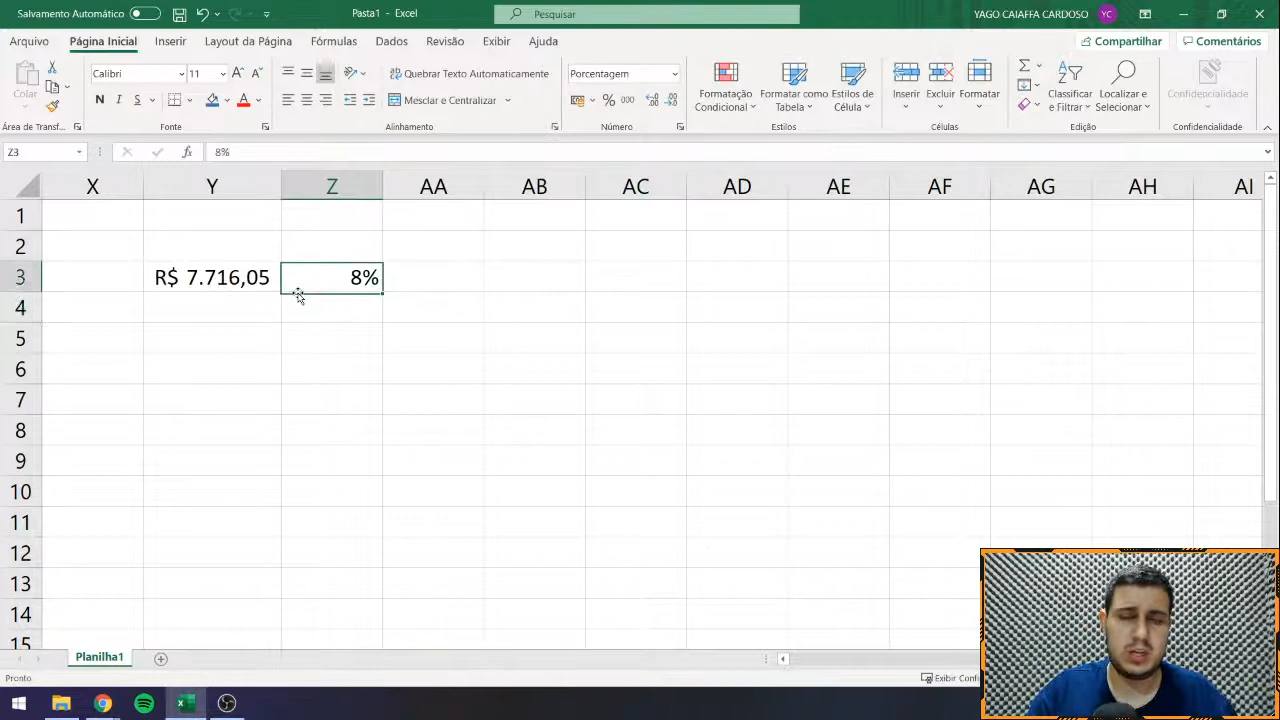 Salvamento Automático
Pasta1 - Excel
Pesquisar
YAGO CAIAFFA CARDOSO YC
Arquivo Página Inicial Inserir Layout da Página Fórmulas Dados Revisão Exibir Ajuda Compartilhar Comentários
Colar
Calibri 11
Quebrar Texto Automaticamente
Porcentagem
N I S A
Mesclar e Centralizar
% 000
Formatação Condicional
Formatar como Tabela
Estilos de Célula
Inserir Excluir Formatar
Classificar e Filtrar
Localizar e Selecionar
Confidencialidade
Área de Transf... Fonte Alinhamento Número Estilos Células Edição Confidencialidade
Z3 fx 8%
X Y Z AA AB AC AD AE AF AG AH AI
1
2
3 R$ 7.716,05 8%
4
5
6
7
8
9
10
11
12
13
14
15
Planilha1
Pronto